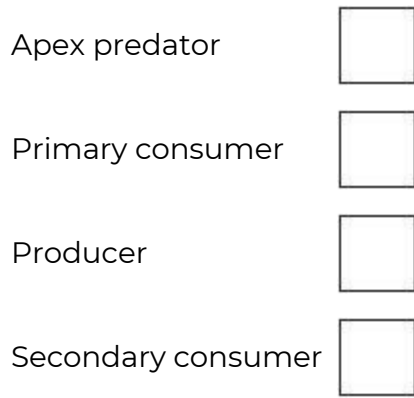 Apex predator
Primary consumer
Producer
Secondary consumer